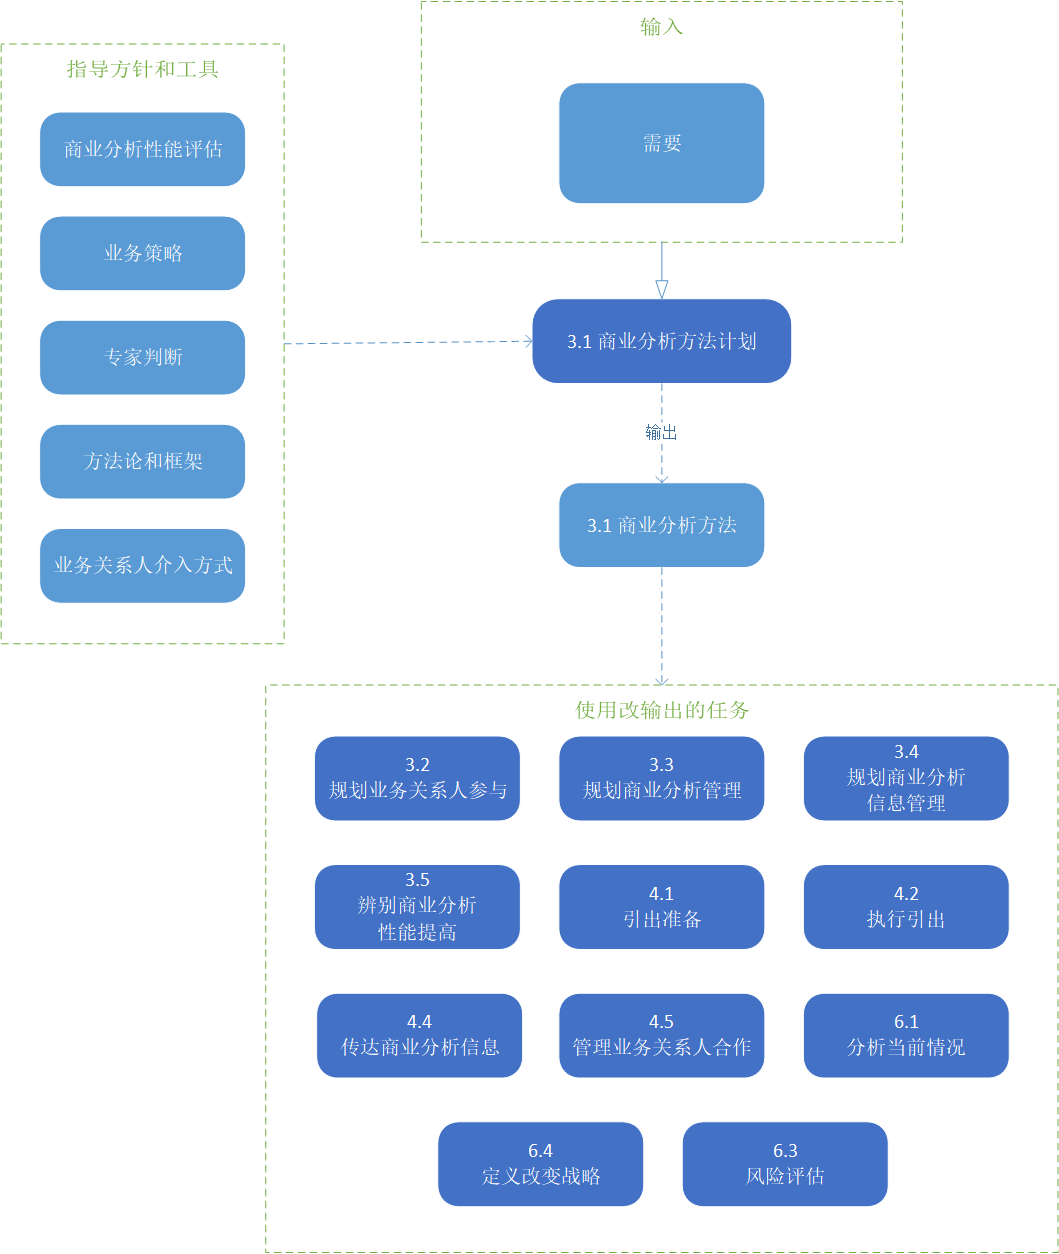 输入
需要
指导方针和工具
商业分析性能评估
业务策略
专家判断
方法论和框架
业务关系人介入方式
3.1 商业分析方法计划
输出
3.1 商业分析方法
使用改输出的任务
3.2
规划业务关系人参与
3.3
规划商业分析管理
3.4
规划商业分析
信息管理
3.5
辨别商业分析
性能提高
4.1
引出准备
4.2
执行引出
4.4
传达商业分析信息
4.5
管理业务关系人合作
6.1
分析当前情况
6.4
定义改变战略
6.3
风险评估